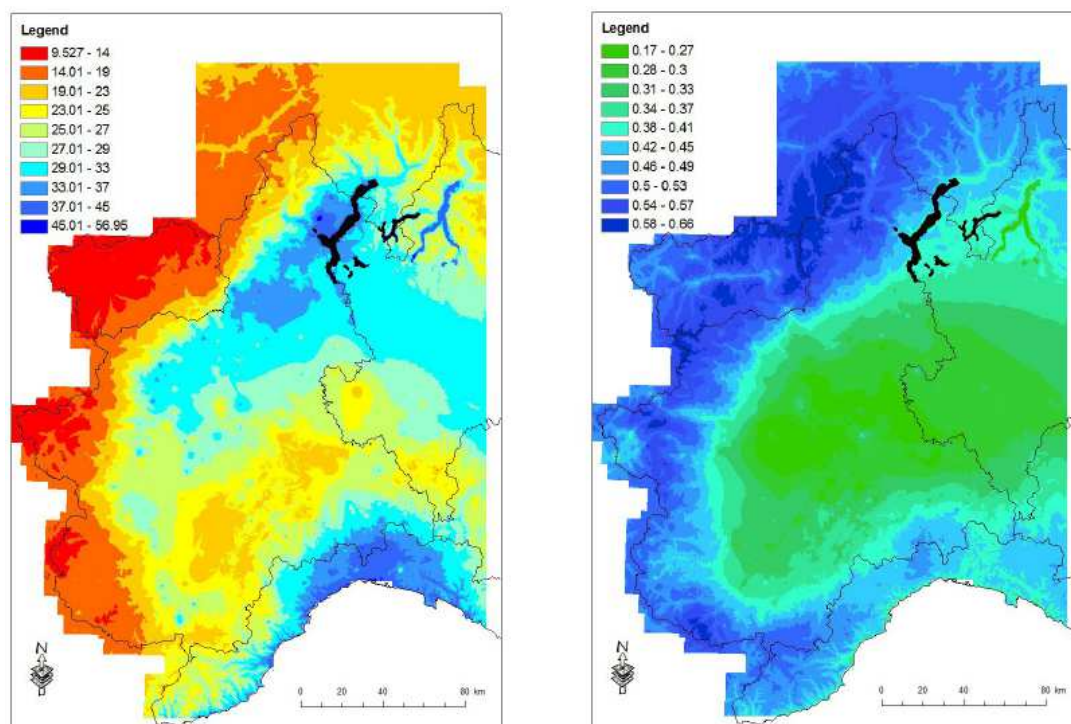 Legend
9.527 - 14
14.01 - 19
19.01 - 23
23.01 - 25
25.01 - 27
27.01 - 29
29.01 - 33
33.01 - 37
37.01 - 45
45.01 - 56.95
N
0 20 40 80 km
Legend
0.17 - 0.27
0.28 - 0.3
0.31 - 0.33
0.34 - 0.37
0.38 - 0.41
0.42 - 0.45
0.46 - 0.49
0.5 - 0.53
0.54 - 0.57
0.58 - 0.66
N
0 20 40 80 km